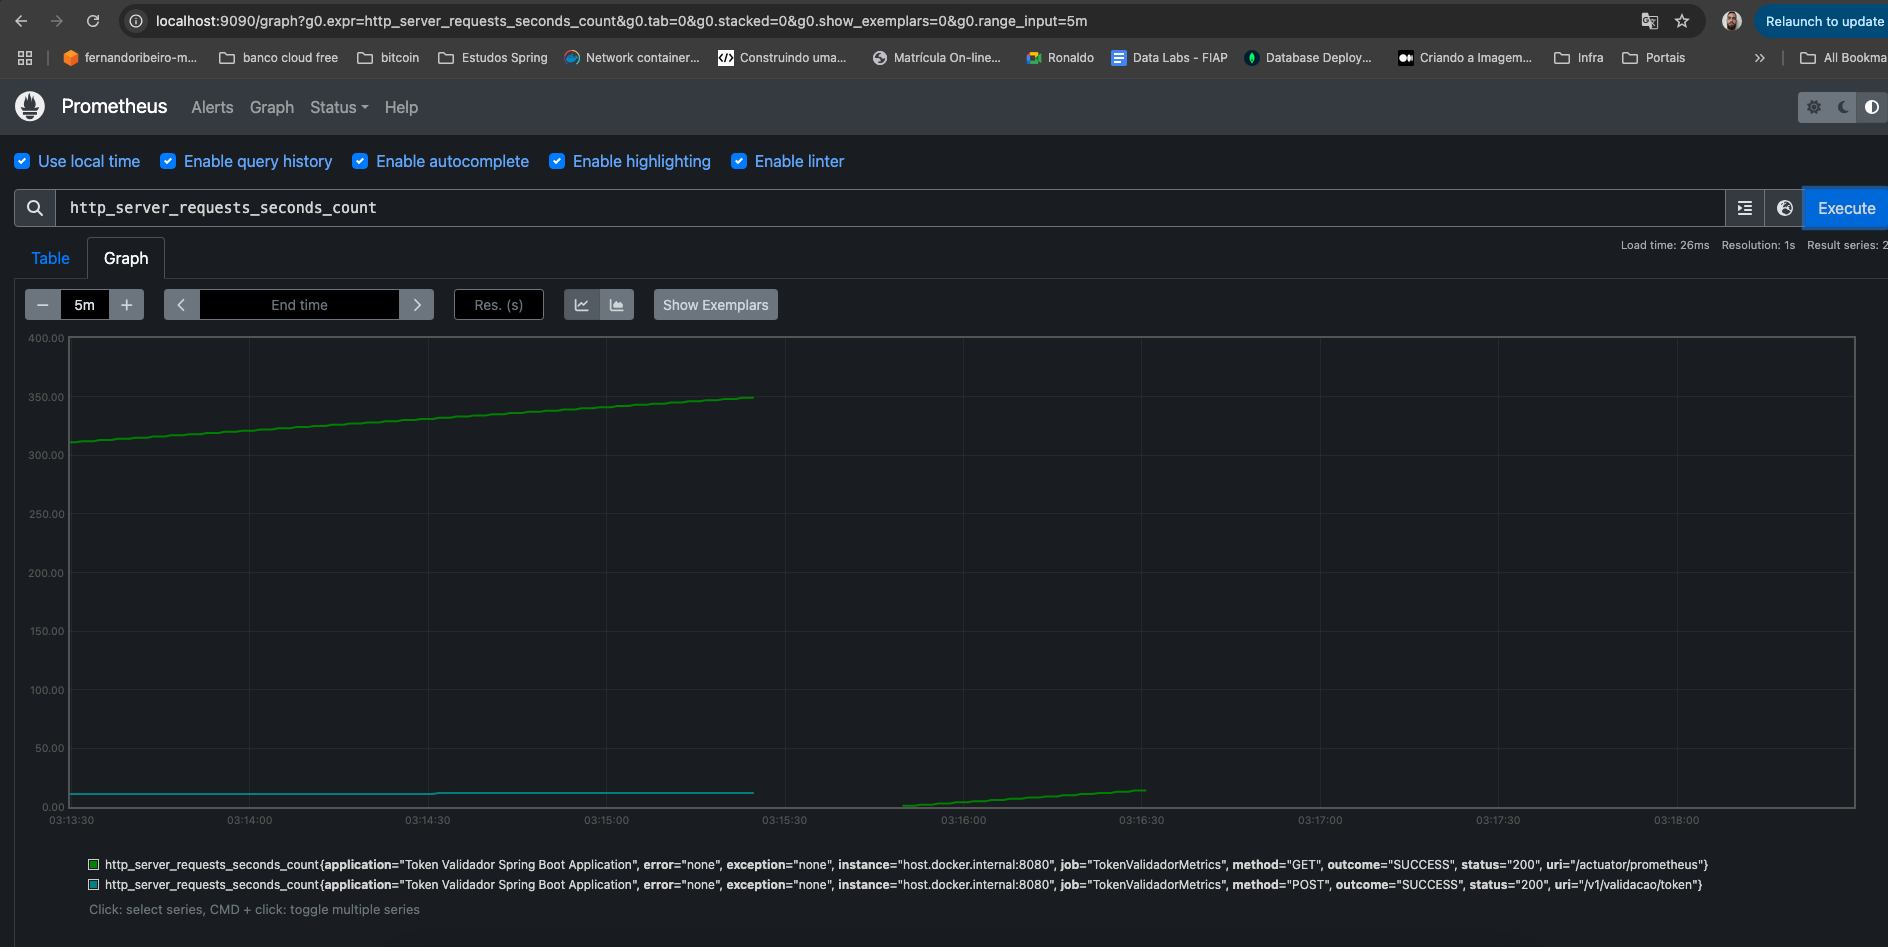 localhost:9090/graph?g0.expr=http_server_requests_seconds_count&g0.tab=0&g0.stacked=0&g0.show_exemplars=0&g0.range_input=5m
Relaunch to update
fernandoribeiro-m... banco cloud free bitcoin Estudos Spring Network container... Construindo uma... Matrícula On-line... Ronaldo Data Labs - FIAP Database Deploy... Criando a Imagem... Infra Portais » All Bookma
Prometheus Alerts Graph Status Help
Use local time Enable query history Enable autocomplete Enable highlighting Enable linter
http_server_requests_seconds_count Execute
Load time: 26ms Resolution: 1s Result series: 2
Table Graph
− 5m + End time Res. (s) Show Exemplars
400.00
350.00
300.00
250.00
200.00
150.00
100.00
50.00
0.00
03:13:30 03:14:00 03:14:30 03:15:00 03:15:30 03:16:00 03:16:30 03:17:00 03:17:30 03:18:00
http_server_requests_seconds_count{application="Token Validador Spring Boot Application", error="none", exception="none", instance="host.docker.internal:8080", job="TokenValidadorMetrics", method="GET", outcome="SUCCESS", status="200", uri="/actuator/prometheus"}
http_server_requests_seconds_count{application="Token Validador Spring Boot Application", error="none", exception="none", instance="host.docker.internal:8080", job="TokenValidadorMetrics", method="POST", outcome="SUCCESS", status="200", uri="/v1/validacao/token"}
Click: select series, CMD + click: toggle multiple series